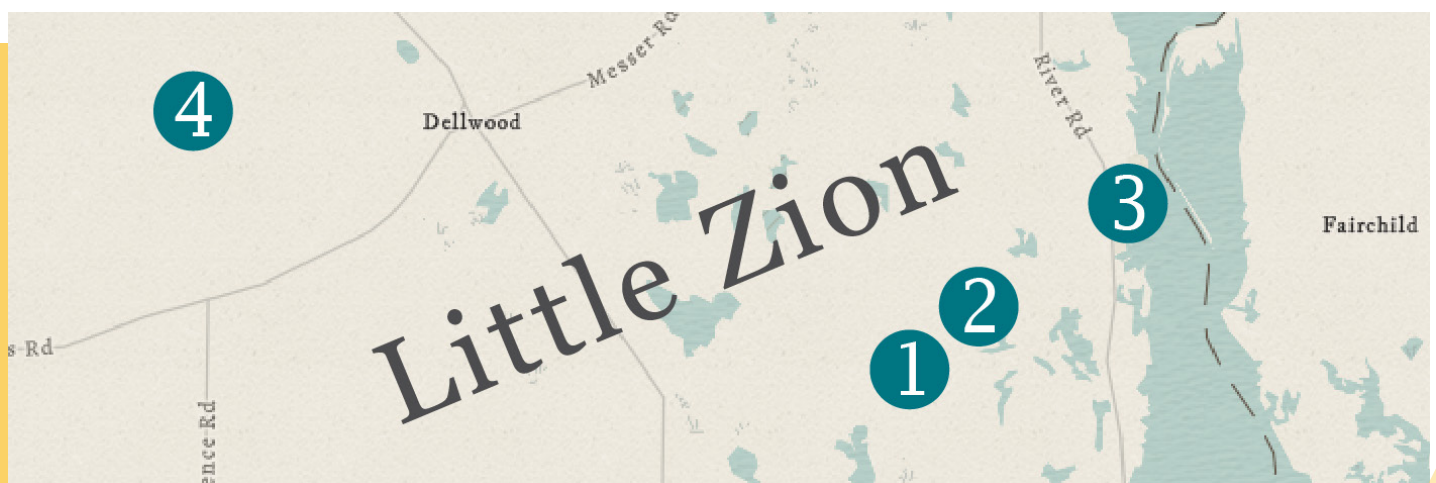 4
Dellwood
Messer Rd
River Rd
Little Zion
3
Fairchild
2
1
s Rd
ence Rd